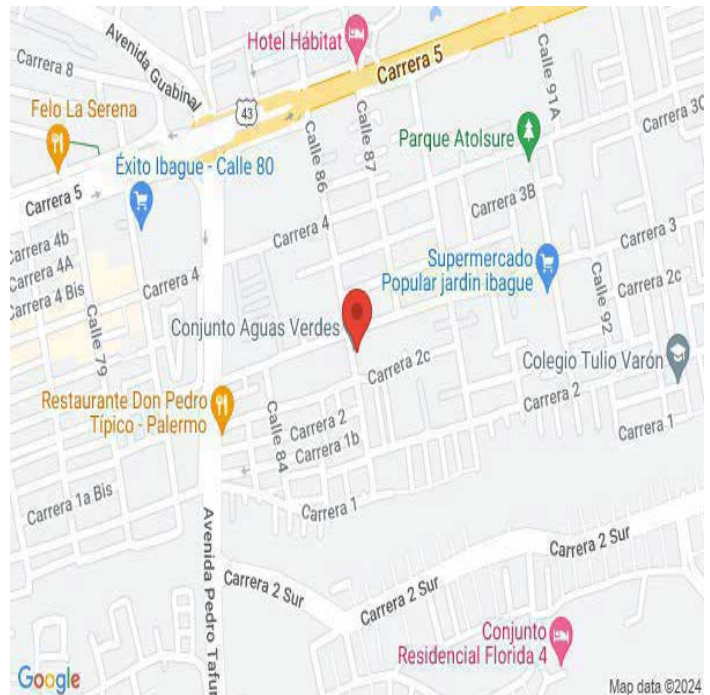 Avenida Guabinal
Hotel Hábitat
Carrera 8
Carrera 5
Calle 91A
Felo La Serena
43
Calle 86
Calle 87
Parque Atolsure
Carrera 3C
Éxito Ibague - Calle 80
Carrera 5
Carrera 3B
Carrera 4b
Carrera 4A
Carrera 4 Bis
Carrera 4
Carrera 4
Supermercado
Popular jardin ibague
Carrera 3
Carrera 2c
Calle 79
Conjunto Aguas Verdes
Calle 92
Carrera 2c
Colegio Tulio Varón
Restaurante Don Pedro
Típico - Palermo
Calle 84
Carrera 2
Carrera 2
Carrera 1b
Carrera 1
Carrera 1a Bis
Carrera 1
Avenida Pedro Tafur
Carrera 2 Sur
Carrera 2 Sur
Carrera 2 Sur
Conjunto
Residencial Florida 4
Google
Map data ©2024